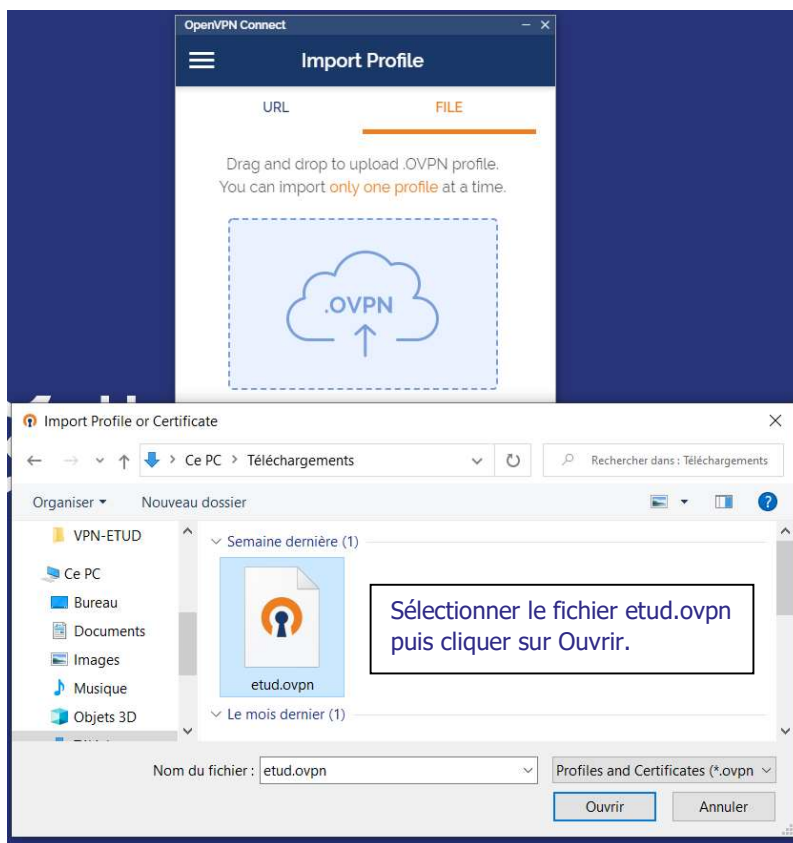 OpenVPN Connect
Import Profile
URL
FILE
Drag and drop to upload .OVPN profile.
You can import only one profile at a time.
.OVPN
Import Profile or Certificate
Ce PC > Téléchargements
Rechercher dans : Téléchargements
Organiser
Nouveau dossier
VPN-ETUD
Ce PC
Bureau
Documents
Images
Musique
Objets 3D
Semaine dernière (1)
etud.ovpn
Sélectionner le fichier etud.ovpn
puis cliquer sur Ouvrir.
Le mois dernier (1)
Nom du fichier : etud.ovpn
Profiles and Certificates (*.ovpn
Ouvrir
Annuler